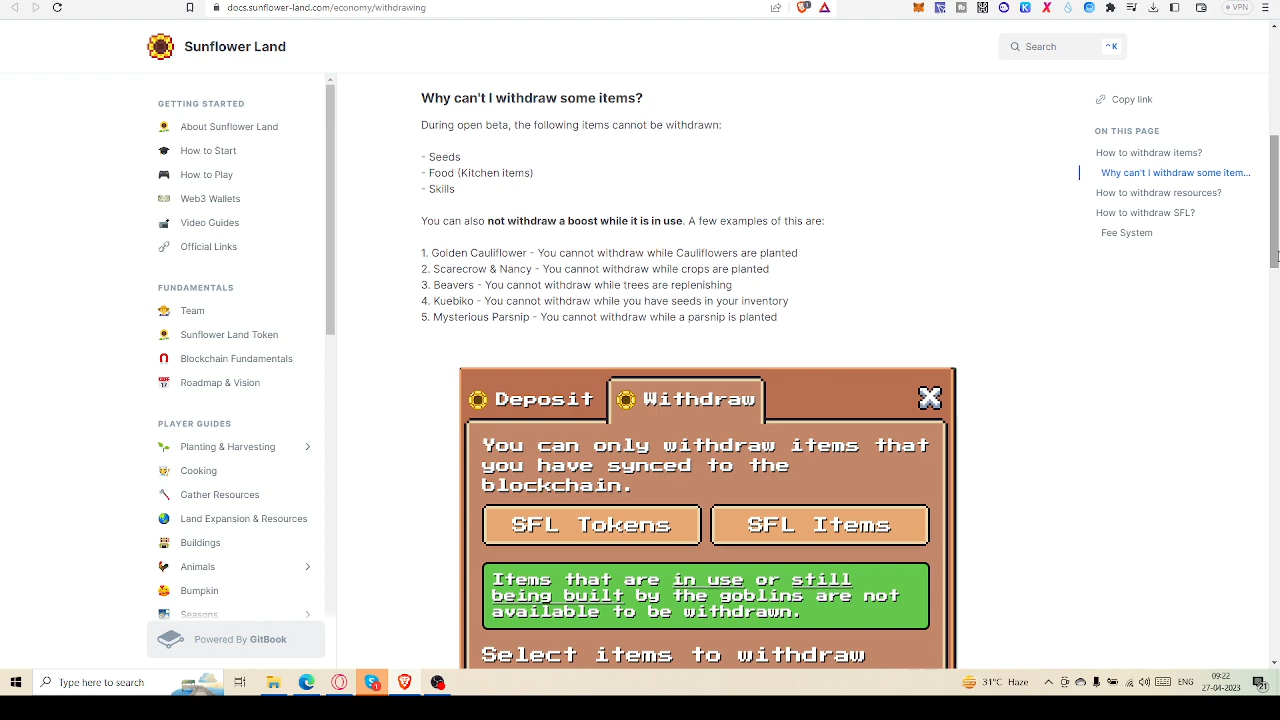 docs.sunflower-land.com/economy/withdrawing
VPN
Sunflower Land
Search
^K
GETTING STARTED
About Sunflower Land
How to Start
How to Play
Web3 Wallets
Video Guides
Official Links
FUNDAMENTALS
Team
Sunflower Land Token
Blockchain Fundamentals
Roadmap & Vision
PLAYER GUIDES
Planting & Harvesting
Cooking
Gather Resources
Land Expansion & Resources
Buildings
Animals
Bumpkin
Seasons
Powered By GitBook
Why can't I withdraw some items?
During open beta, the following items cannot be withdrawn:
- Seeds
- Food (Kitchen items)
- Skills
You can also not withdraw a boost while it is in use. A few examples of this are:
1. Golden Cauliflower - You cannot withdraw while Cauliflowers are planted
2. Scarecrow & Nancy - You cannot withdraw while crops are planted
3. Beavers - You cannot withdraw while trees are replenishing
4. Kuebiko - You cannot withdraw while you have seeds in your inventory
5. Mysterious Parsnip - You cannot withdraw while a parsnip is planted
Deposit
Withdraw
You can only withdraw items that
you have synced to the
blockchain.
SFL Tokens
SFL Items
Items that are in use or still
being built by the goblins are not
available to be withdrawn.
Select items to withdraw
Copy link
ON THIS PAGE
How to withdraw items?
Why can't I withdraw some item...
How to withdraw resources?
How to withdraw SFL?
Fee System
Type here to search
31°C Haze
ENG
09:22
27-04-2023
21